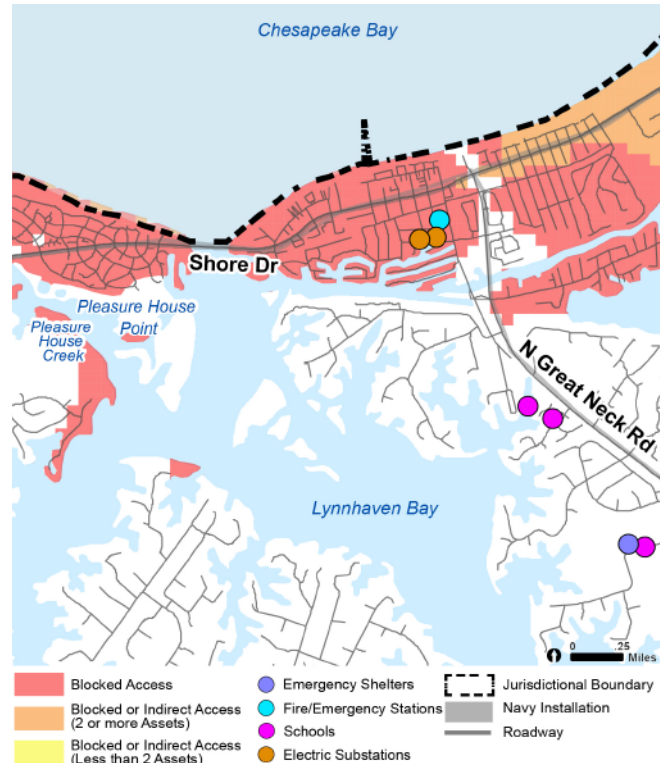 Chesapeake Bay
Shore Dr
Pleasure House
Point
Pleasure
House
Creek
N Great Neck Rd
Lynnhaven Bay
0 .25
Miles
Blocked Access
Blocked or Indirect Access
(2 or more Assets)
Blocked or Indirect Access
(Less than 2 Assets)
Emergency Shelters
Fire/Emergency Stations
Schools
Electric Substations
Jurisdictional Boundary
Navy Installation
Roadway